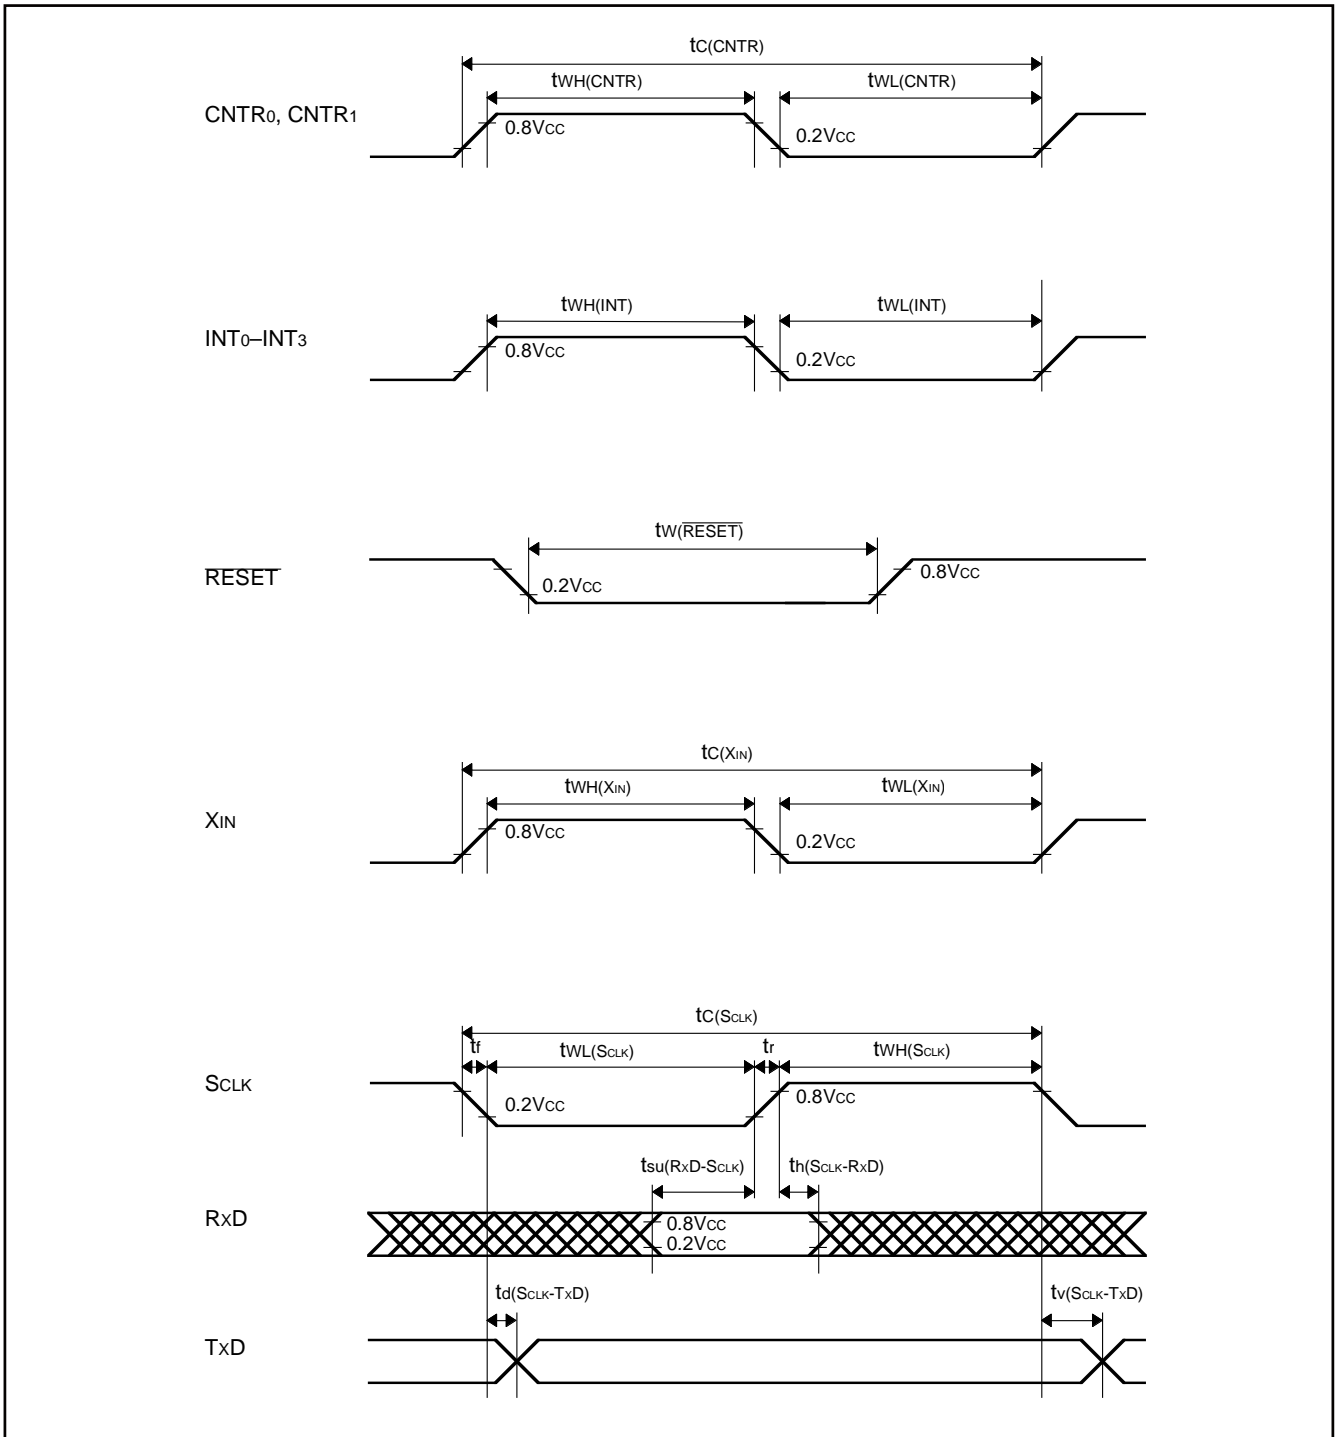 tC(CNTR)
tWH(CNTR) tWL(CNTR)
CNTR0, CNTR1
0.8VCC
0.2VCC
tWH(INT) tWL(INT)
INT0–INT3
0.8VCC
0.2VCC
tW(RESET)
RESET
0.2VCC
0.8VCC
tC(XIN)
tWH(XIN) tWL(XIN)
XIN
0.8VCC
0.2VCC
tC(SCLK)
tf tWL(SCLK) tr tWH(SCLK)
SCLK
0.2VCC
0.8VCC
tsu(RXD-SCLK) th(SCLK-RXD)
RXD
0.8VCC
0.2VCC
td(SCLK-TXD) tv(SCLK-TXD)
TXD